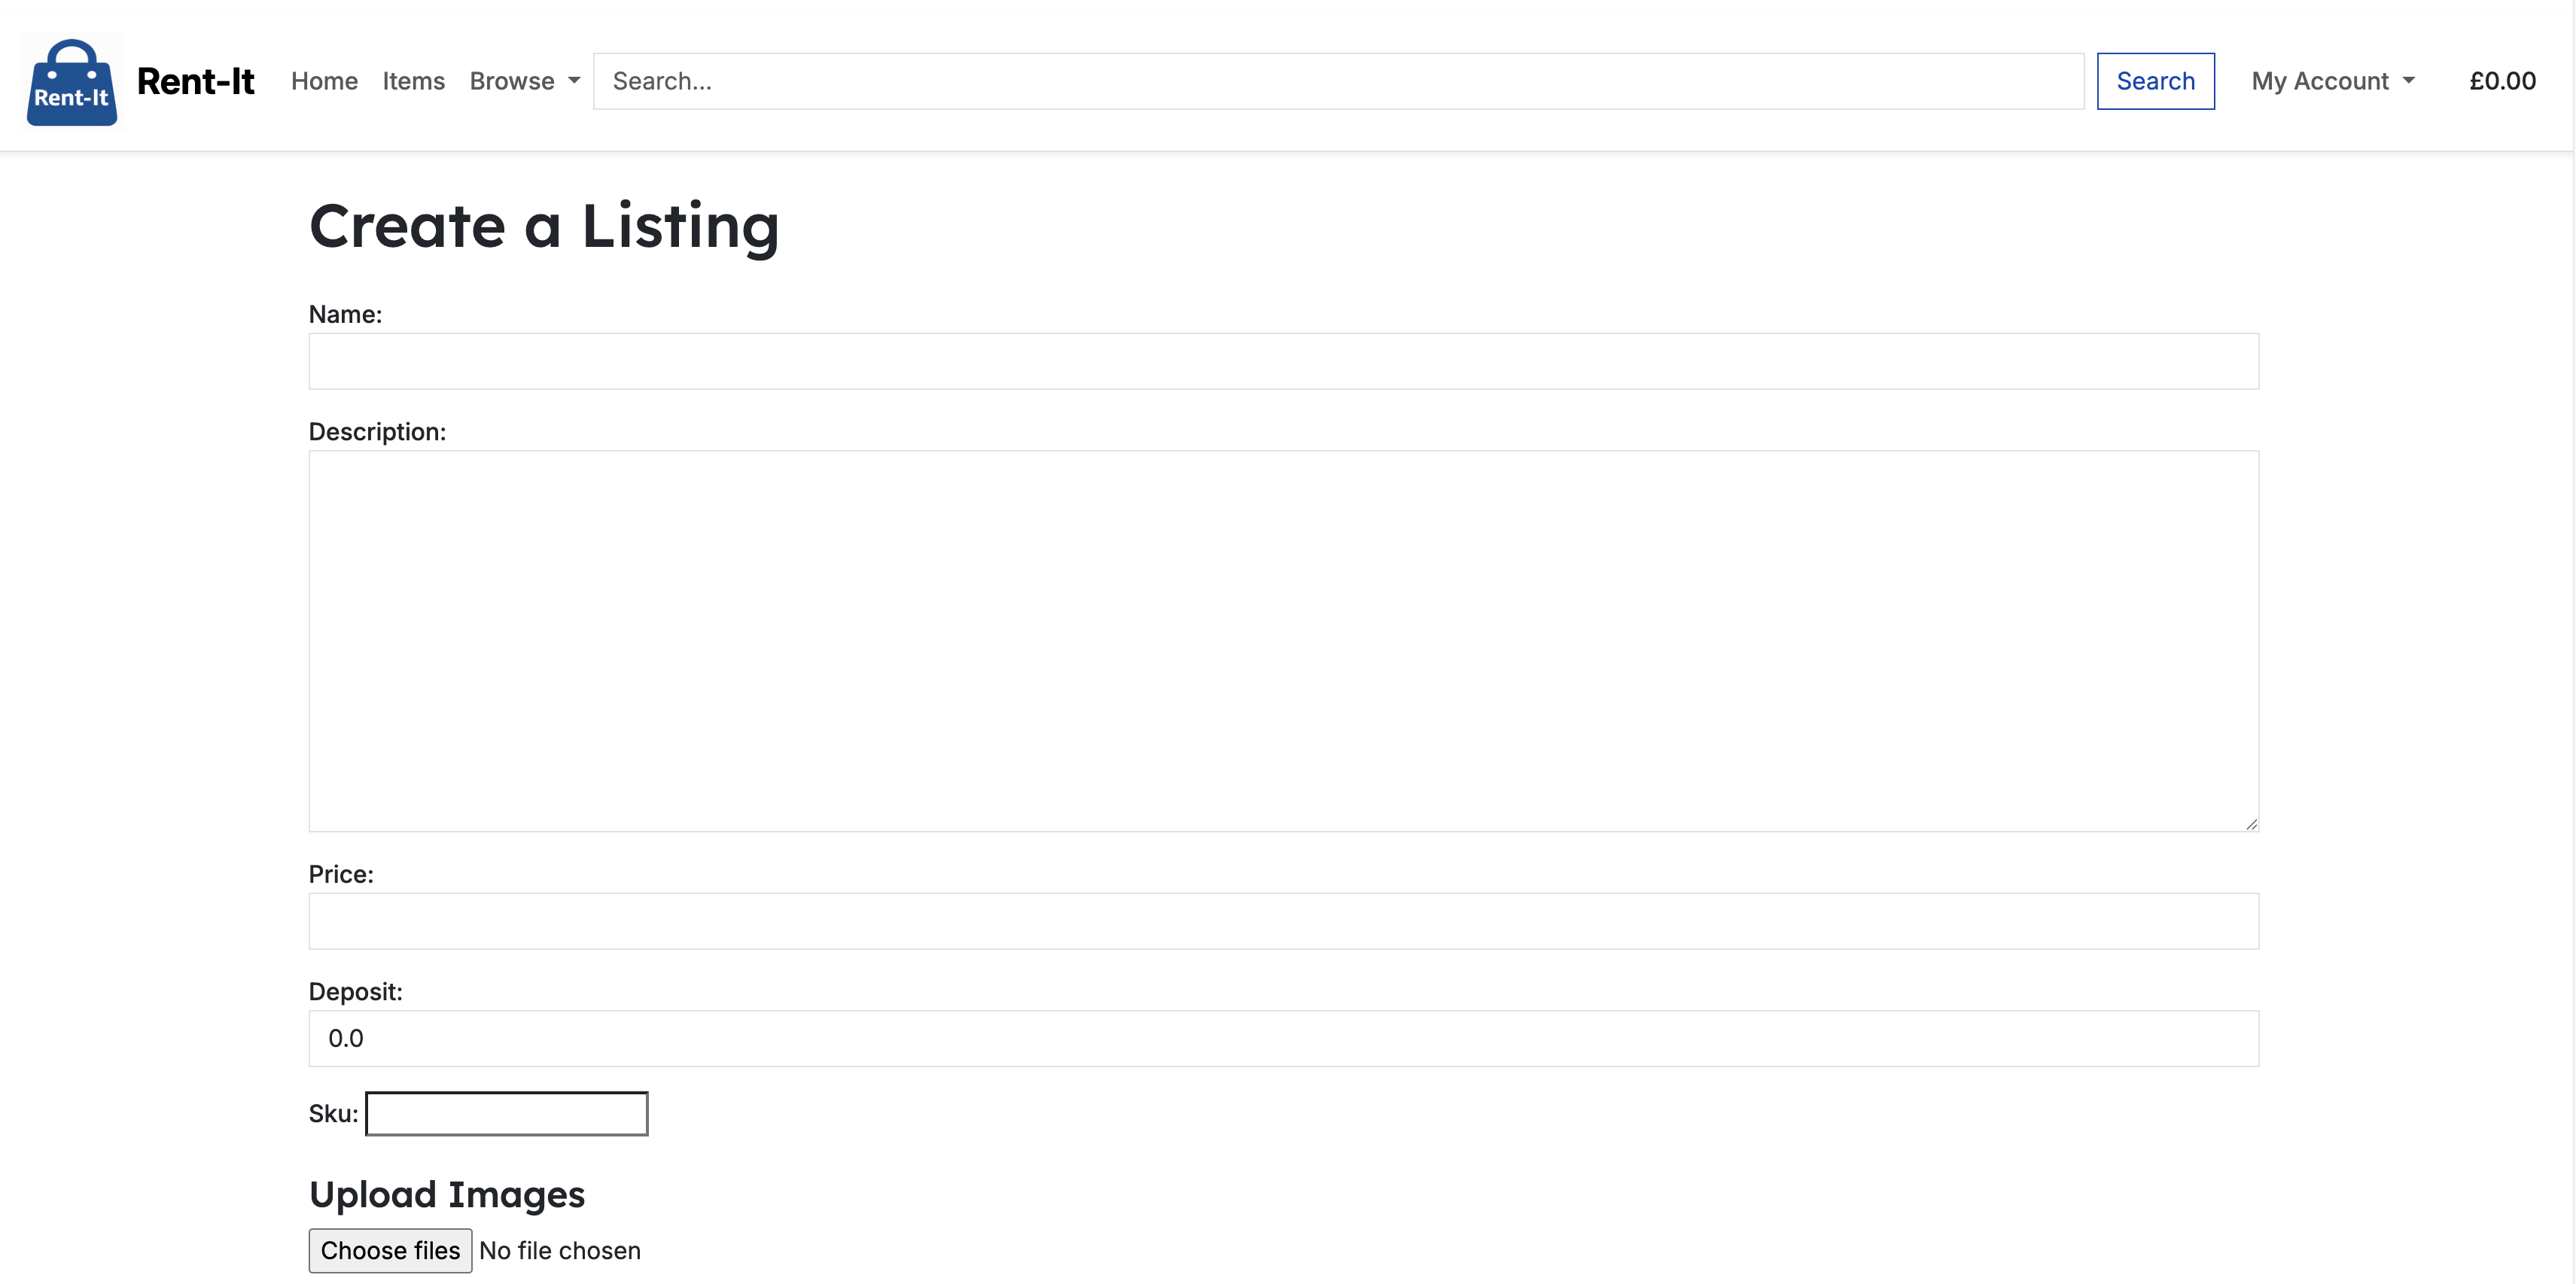 Rent-It Rent-It Home Items Browse Search... Search My Account £0.00
Create a Listing
Name:
Description:
Price:
Deposit:
0.0
Sku:
Upload Images
Choose files No file chosen